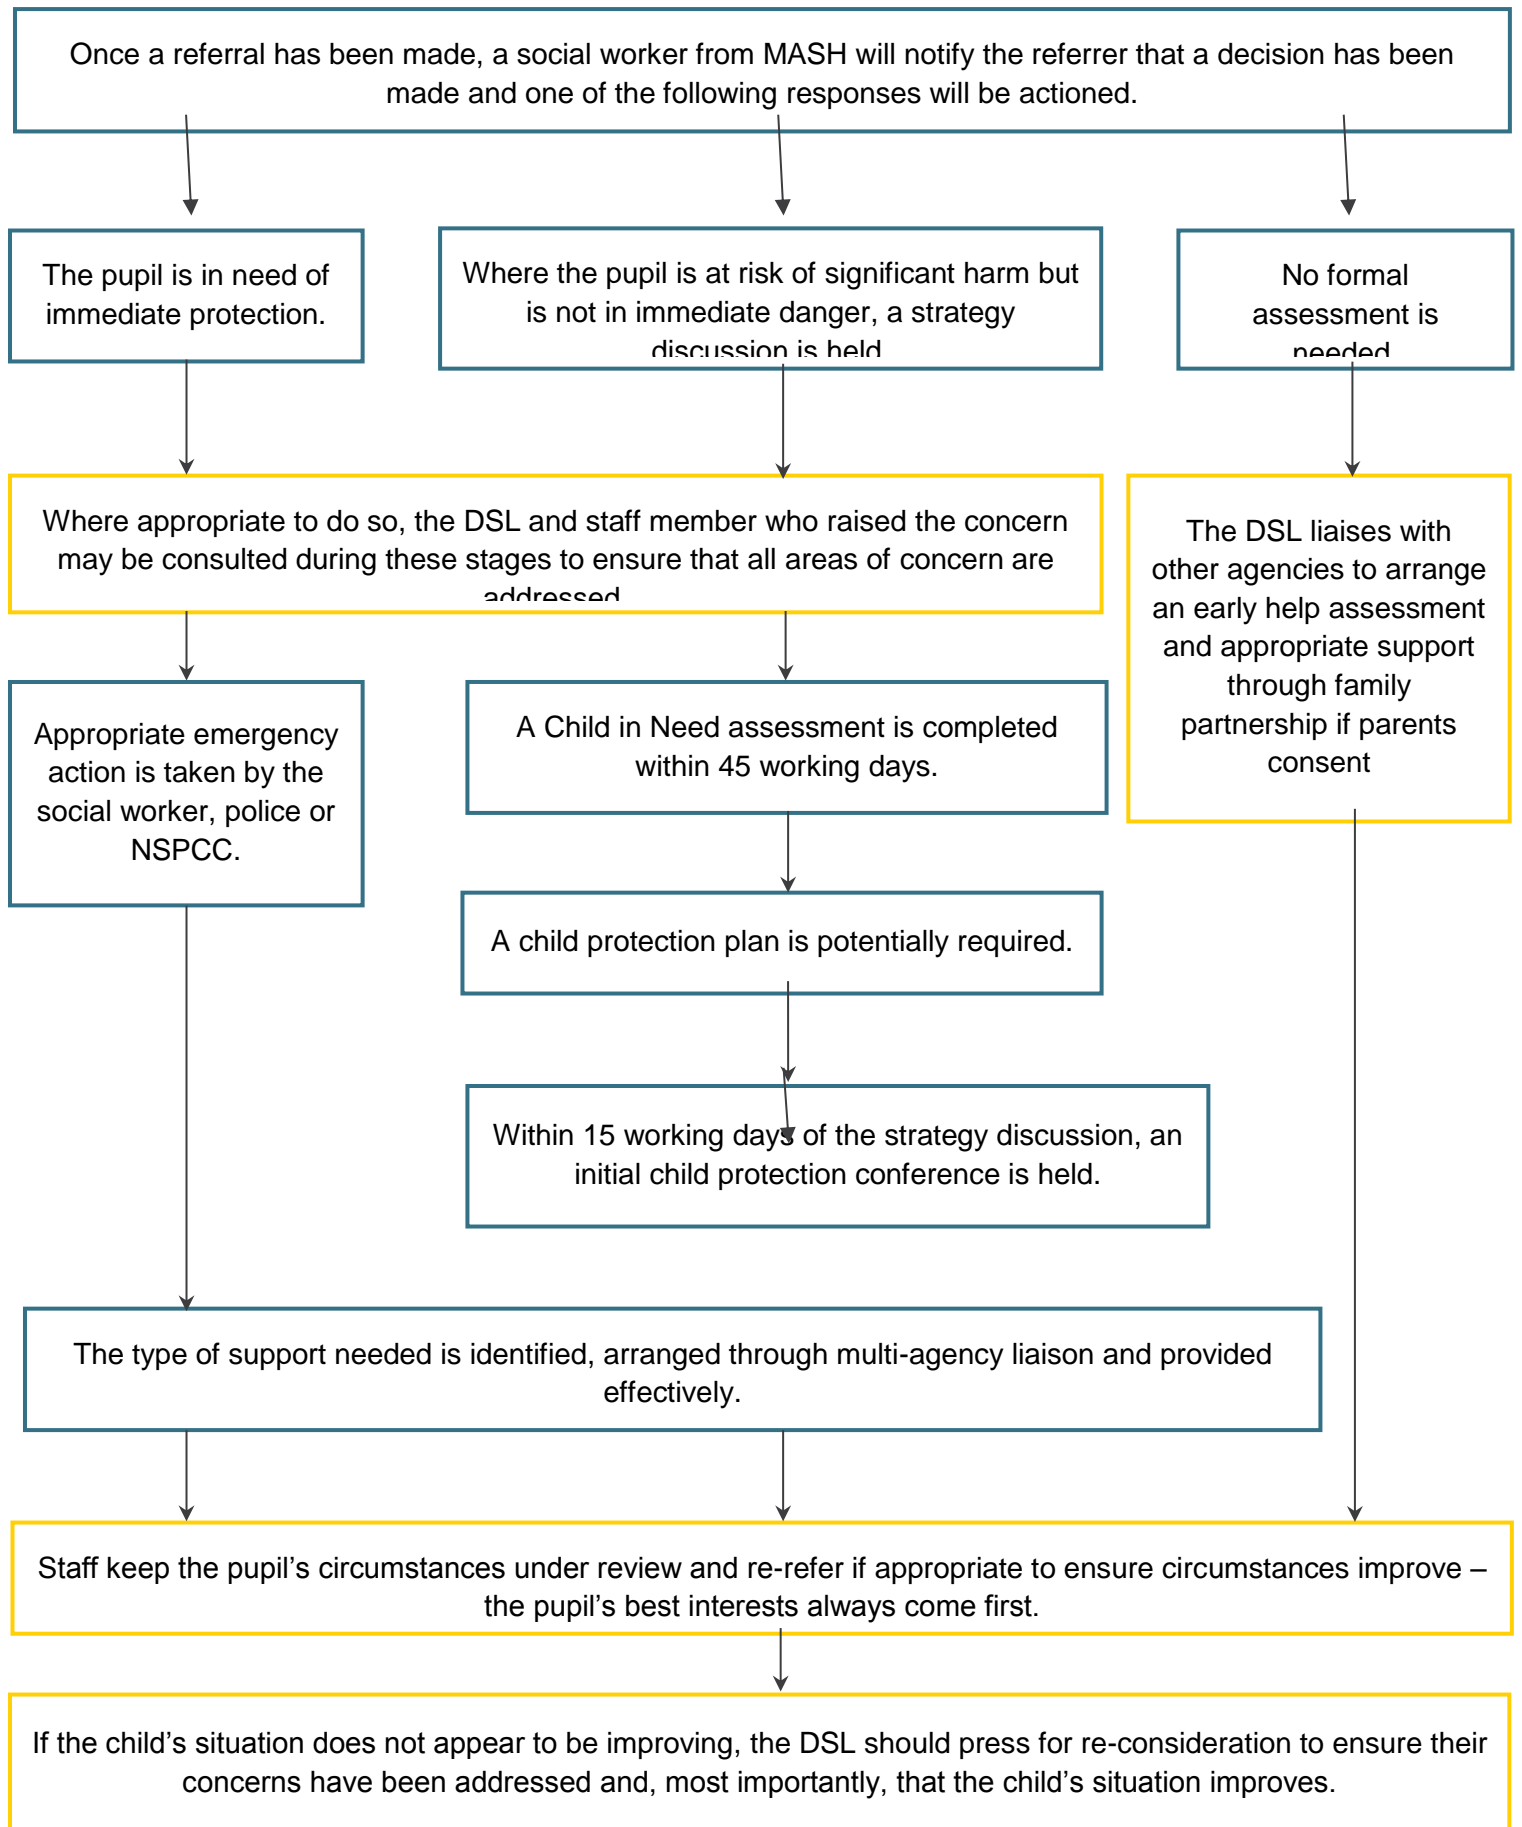 Once a referral has been made, a social worker from MASH will notify the referrer that a decision has been
made and one of the following responses will be actioned.
The pupil is in need of
immediate protection.
Where the pupil is at risk of significant harm but
is not in immediate danger, a strategy
discussion is held
No formal
assessment is
needed
Where appropriate to do so, the DSL and staff member who raised the concern
may be consulted during these stages to ensure that all areas of concern are
addressed
The DSL liaises with
other agencies to arrange
an early help assessment
and appropriate support
through family
partnership if parents
consent
Appropriate emergency
action is taken by the
social worker, police or
NSPCC.
A Child in Need assessment is completed
within 45 working days.
A child protection plan is potentially required.
Within 15 working days of the strategy discussion, an
initial child protection conference is held.
The type of support needed is identified, arranged through multi-agency liaison and provided
effectively.
Staff keep the pupil’s circumstances under review and re-refer if appropriate to ensure circumstances improve –
the pupil’s best interests always come first.
If the child’s situation does not appear to be improving, the DSL should press for re-consideration to ensure their
concerns have been addressed and, most importantly, that the child’s situation improves.